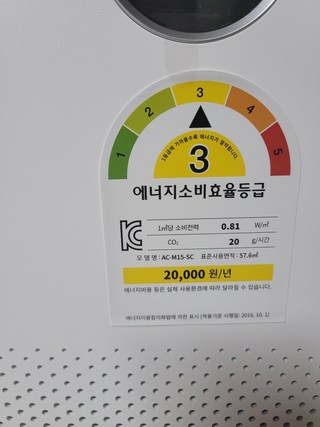 1 2 3 4 5
1등급에 가까울수록 에너지가 절약됩니다.
3
에너지소비효율등급
1㎡당 소비전력 0.81 W/㎡
CO₂ 20 g/시간
모 델 명 : AC-M15-SC 표준사용면적 : 57.6㎡
20,000 원/년
에너지비용 등은 실제 사용환경에 따라 달라질 수 있습니다.
에너지이용합리화법에 의한 표시 (적용기준 시행일: 2016. 10. 1)